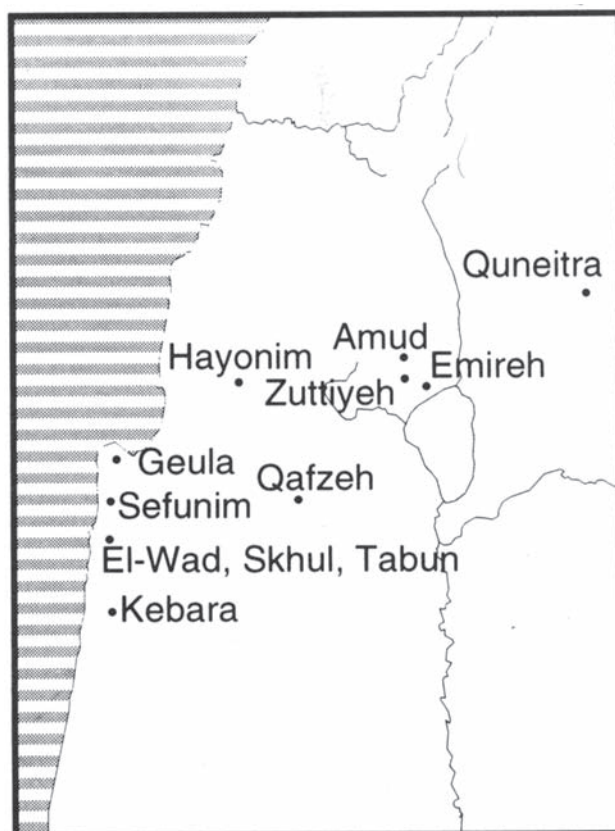 Quneitra
Amud
Hayonim
Emireh
Zuttiyeh
Geula
Qafzeh
Sefunim
El-Wad, Skhul, Tabun
Kebara